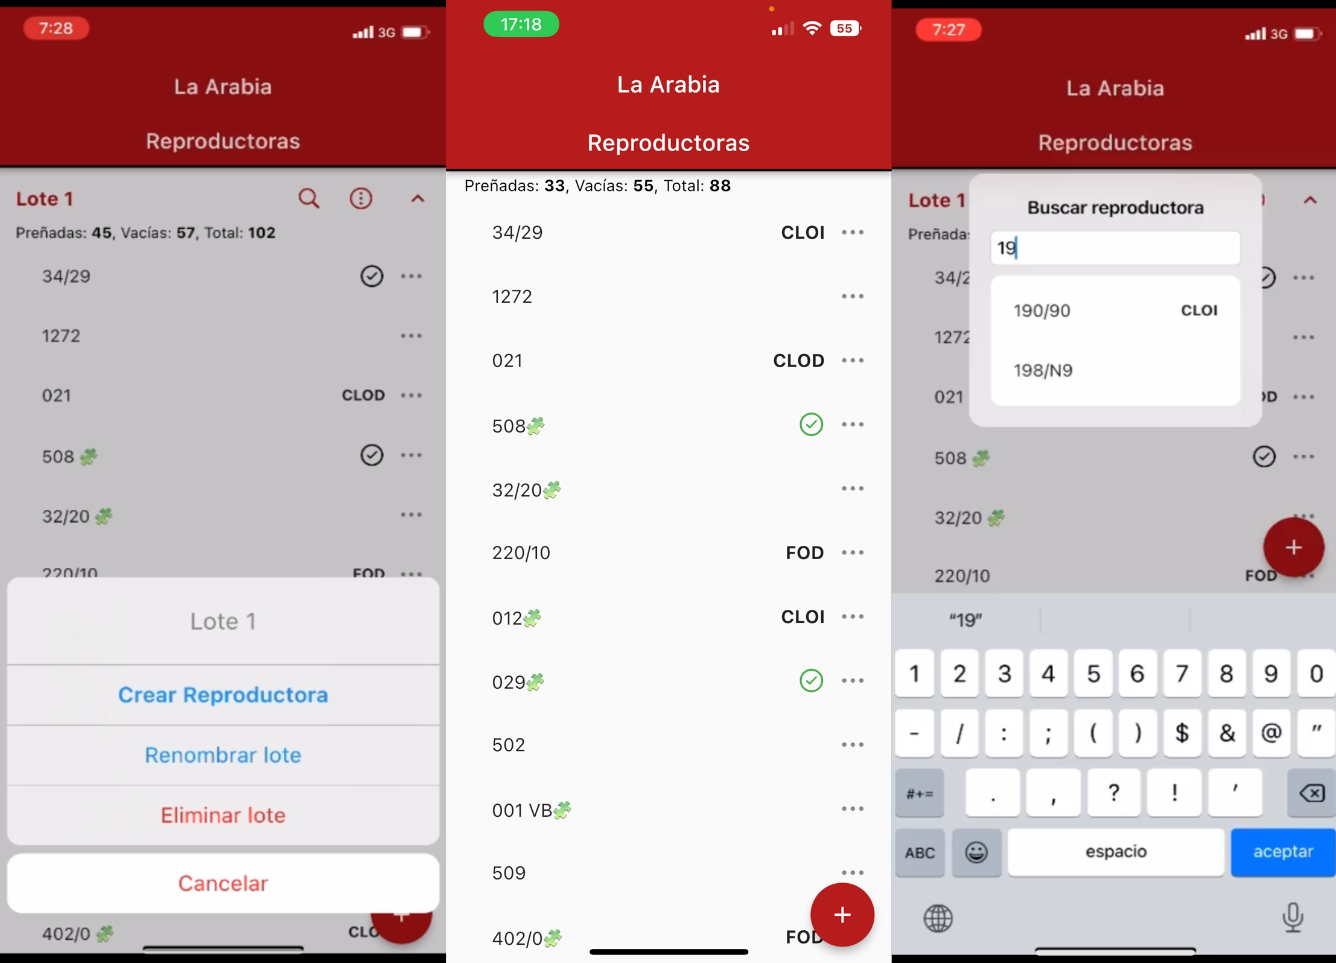 7:28
3G
La Arabia
Reproductoras
Lote 1
Preñadas: 45, Vacías: 57, Total: 102
34/29
1272
021 CLOD
508
32/20
220/10 FOD
Lote 1
Crear Reproductora
Renombrar lote
Eliminar lote
Cancelar
+
402/0 CLO
17:18
55
La Arabia
Reproductoras
Preñadas: 33, Vacías: 55, Total: 88
34/29 CLOI
1272
021 CLOD
508
32/20
220/10 FOD
012 CLOI
029
502
001 VB
509
+
402/0 FOD
7:27
3G
La Arabia
Reproductoras
Lote 1
Preñada
Buscar reproductora
19
190/90 CLOI
198/N9
34/2
1272
021 OD
508
32/20
+
220/10 FOD
“19”
1 2 3 4 5 6 7 8 9 0
- / : ; ( ) $ & @ "
#+= . , ? ! ’
ABC espacio aceptar